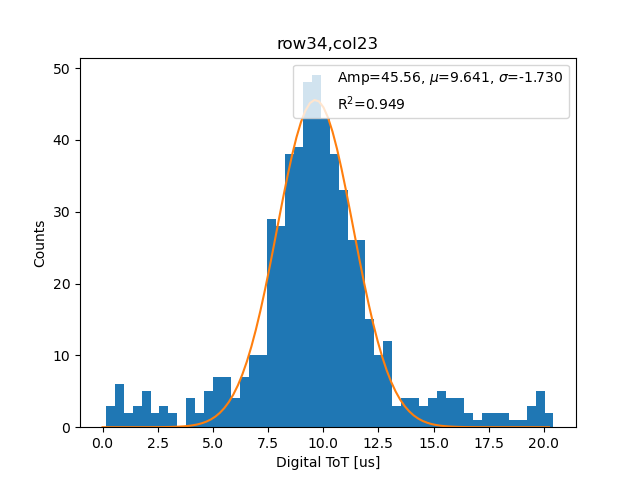 row34,col23
Amp=45.56, μ=9.641, σ=-1.730
R²=0.949
50
40
30
20
10
0
Counts
0.0 2.5 5.0 7.5 10.0 12.5 15.0 17.5 20.0
Digital ToT [us]